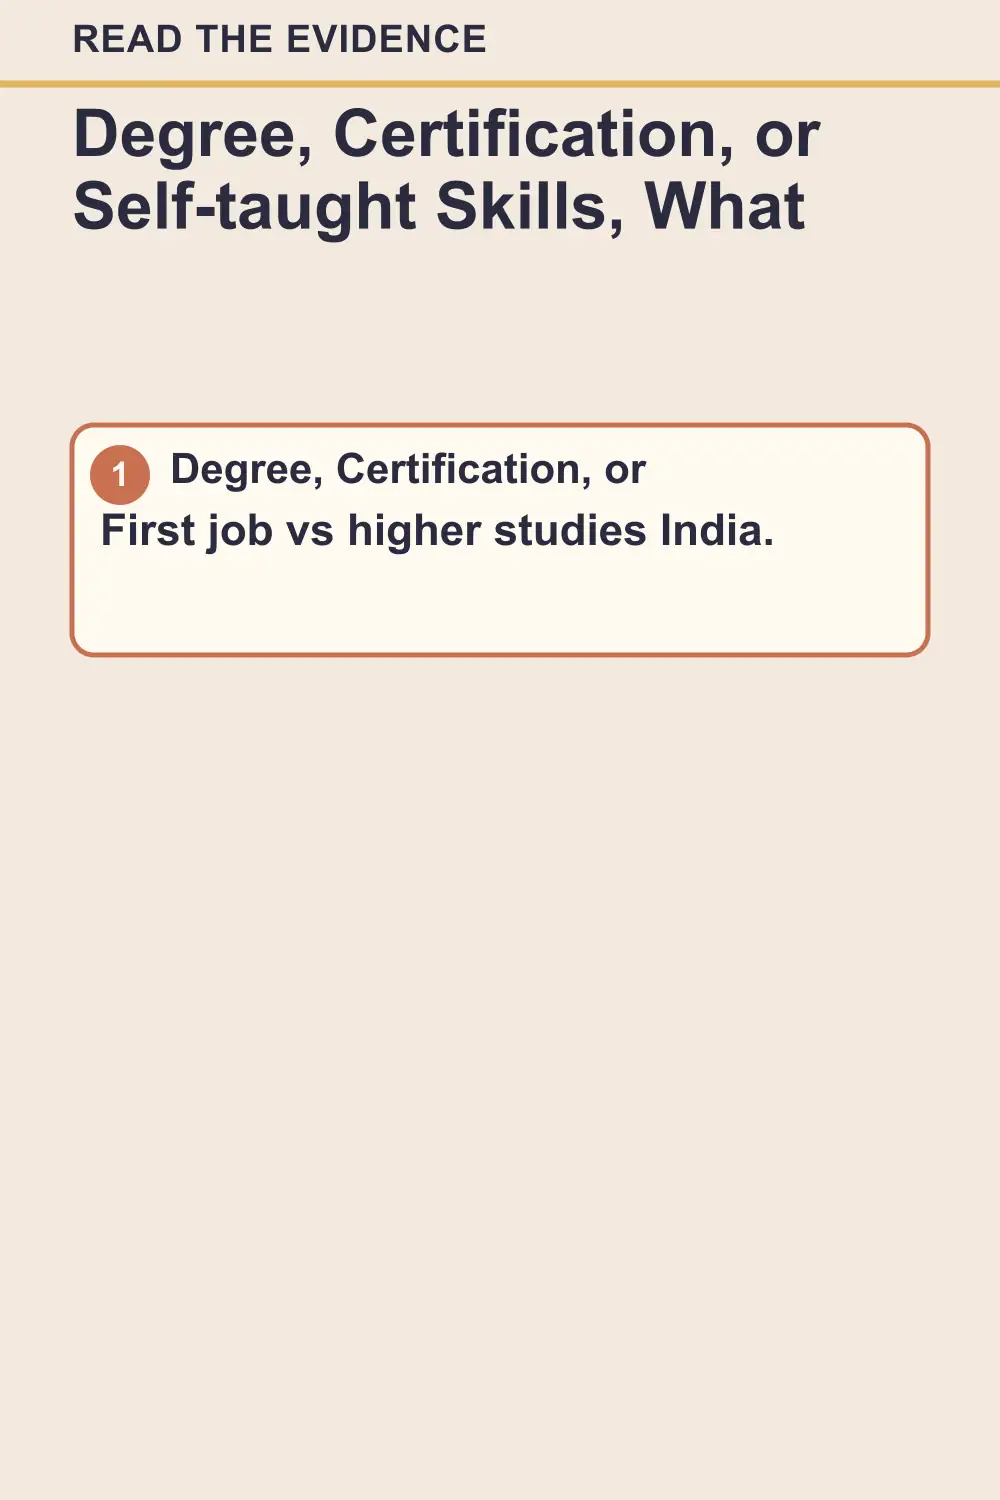 READ THE EVIDENCE
Degree, Certification, or
Self-taught Skills, What
1 Degree, Certification, or
First job vs higher studies India.